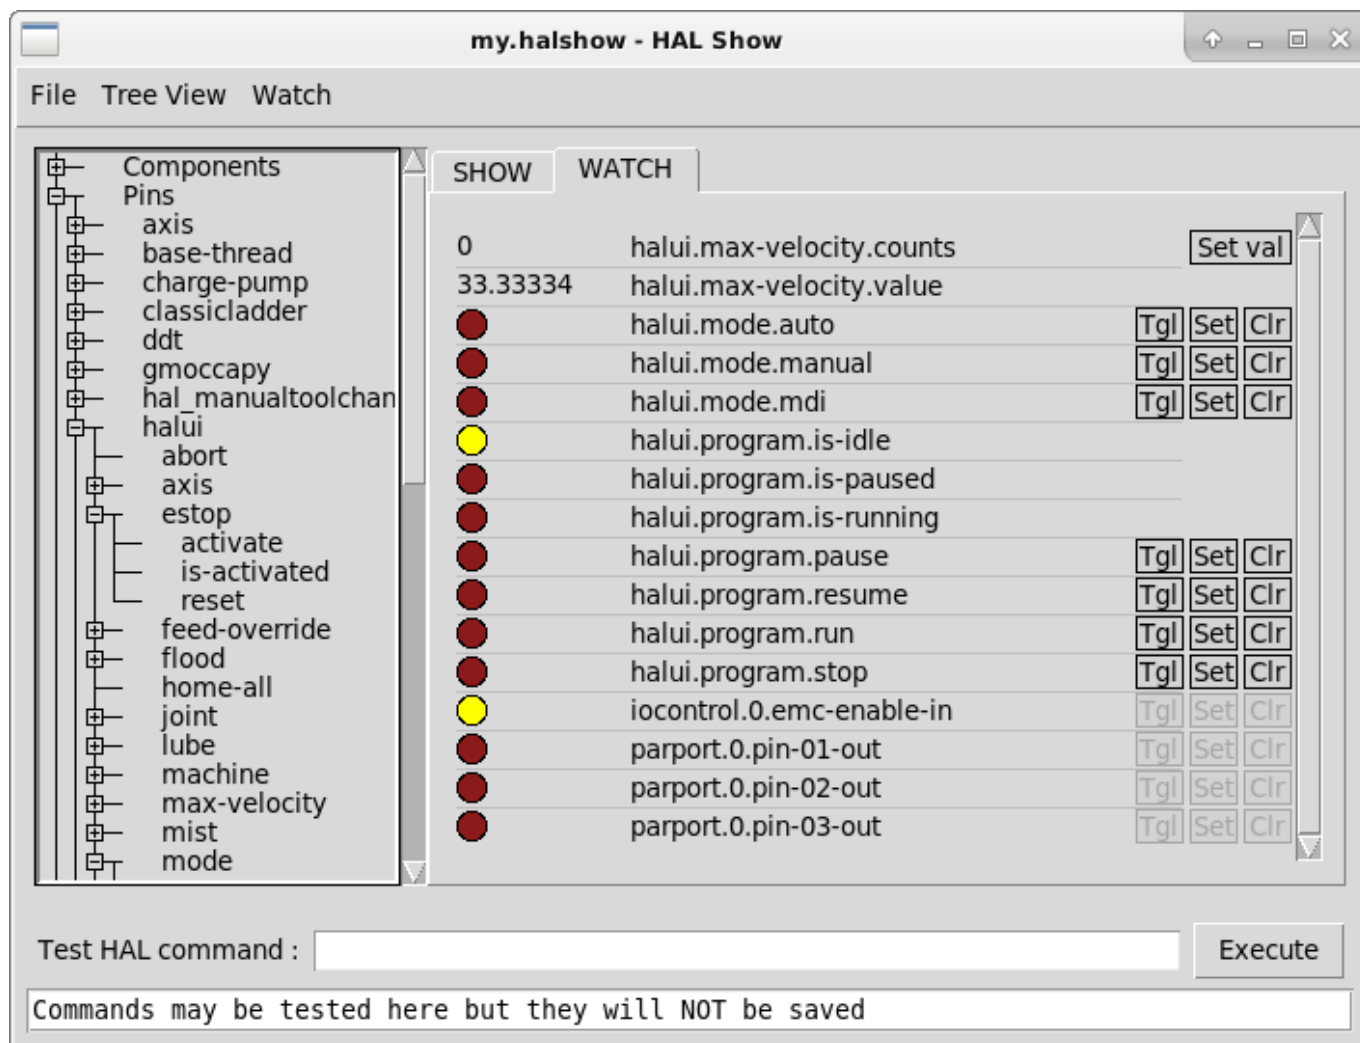 my.halshow - HAL Show
File Tree View Watch
Components
Pins
axis
base-thread
charge-pump
classicladder
ddt
gmoccapy
hal_manualtoolchan
halui
abort
axis
estop
activate
is-activated
reset
feed-override
flood
home-all
joint
lube
machine
max-velocity
mist
mode
SHOW WATCH
0 halui.max-velocity.counts Set val
33.33334 halui.max-velocity.value
halui.mode.auto Tgl Set Clr
halui.mode.manual Tgl Set Clr
halui.mode.mdi Tgl Set Clr
halui.program.is-idle
halui.program.is-paused
halui.program.is-running
halui.program.pause Tgl Set Clr
halui.program.resume Tgl Set Clr
halui.program.run Tgl Set Clr
halui.program.stop Tgl Set Clr
iocontrol.0.emc-enable-in Tgl Set Clr
parport.0.pin-01-out Tgl Set Clr
parport.0.pin-02-out Tgl Set Clr
parport.0.pin-03-out Tgl Set Clr
Test HAL command : Execute
Commands may be tested here but they will NOT be saved